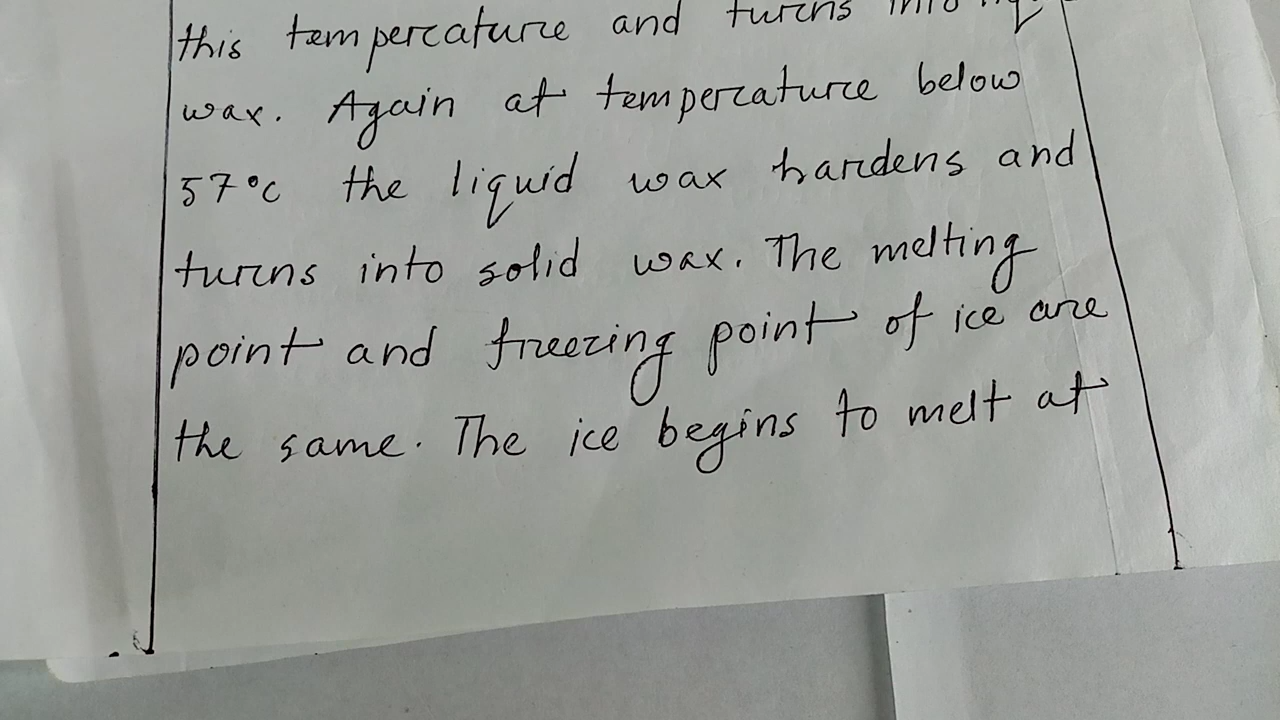 this temperature and turns into
wax. Again at temperature below
57°c the liquid wax hardens and
turns into solid wax. The melting
point and freezing point of ice are
the same. The ice begins to melt at